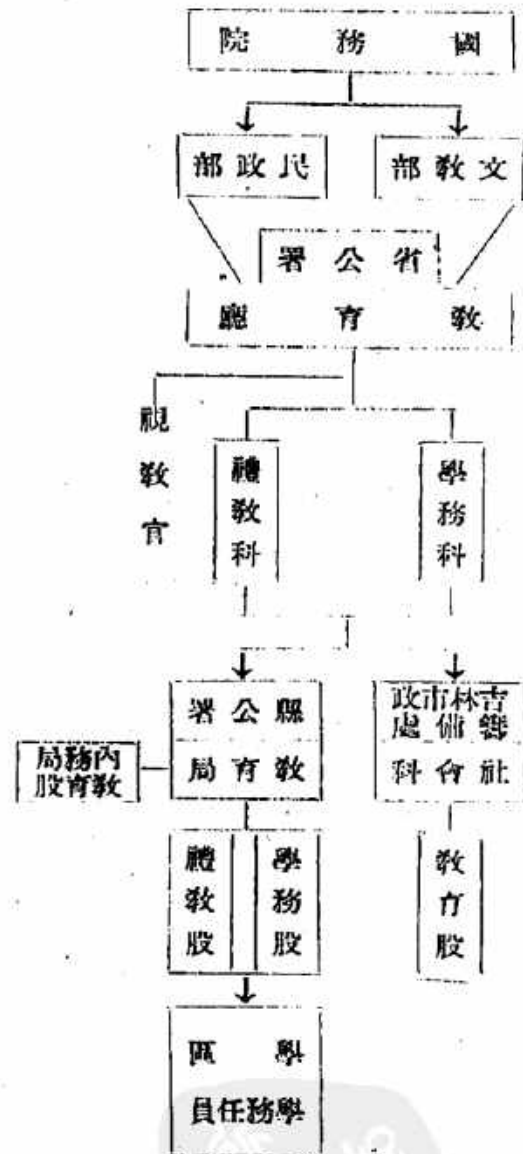 國務院
文教部
民政部
省公署
教育廳
學務科
禮教科
視教官
吉林市政
籌備處
社會科
縣公署
教育局
內務局
教育股
教育股
學務股
禮教股
學區
學務任員